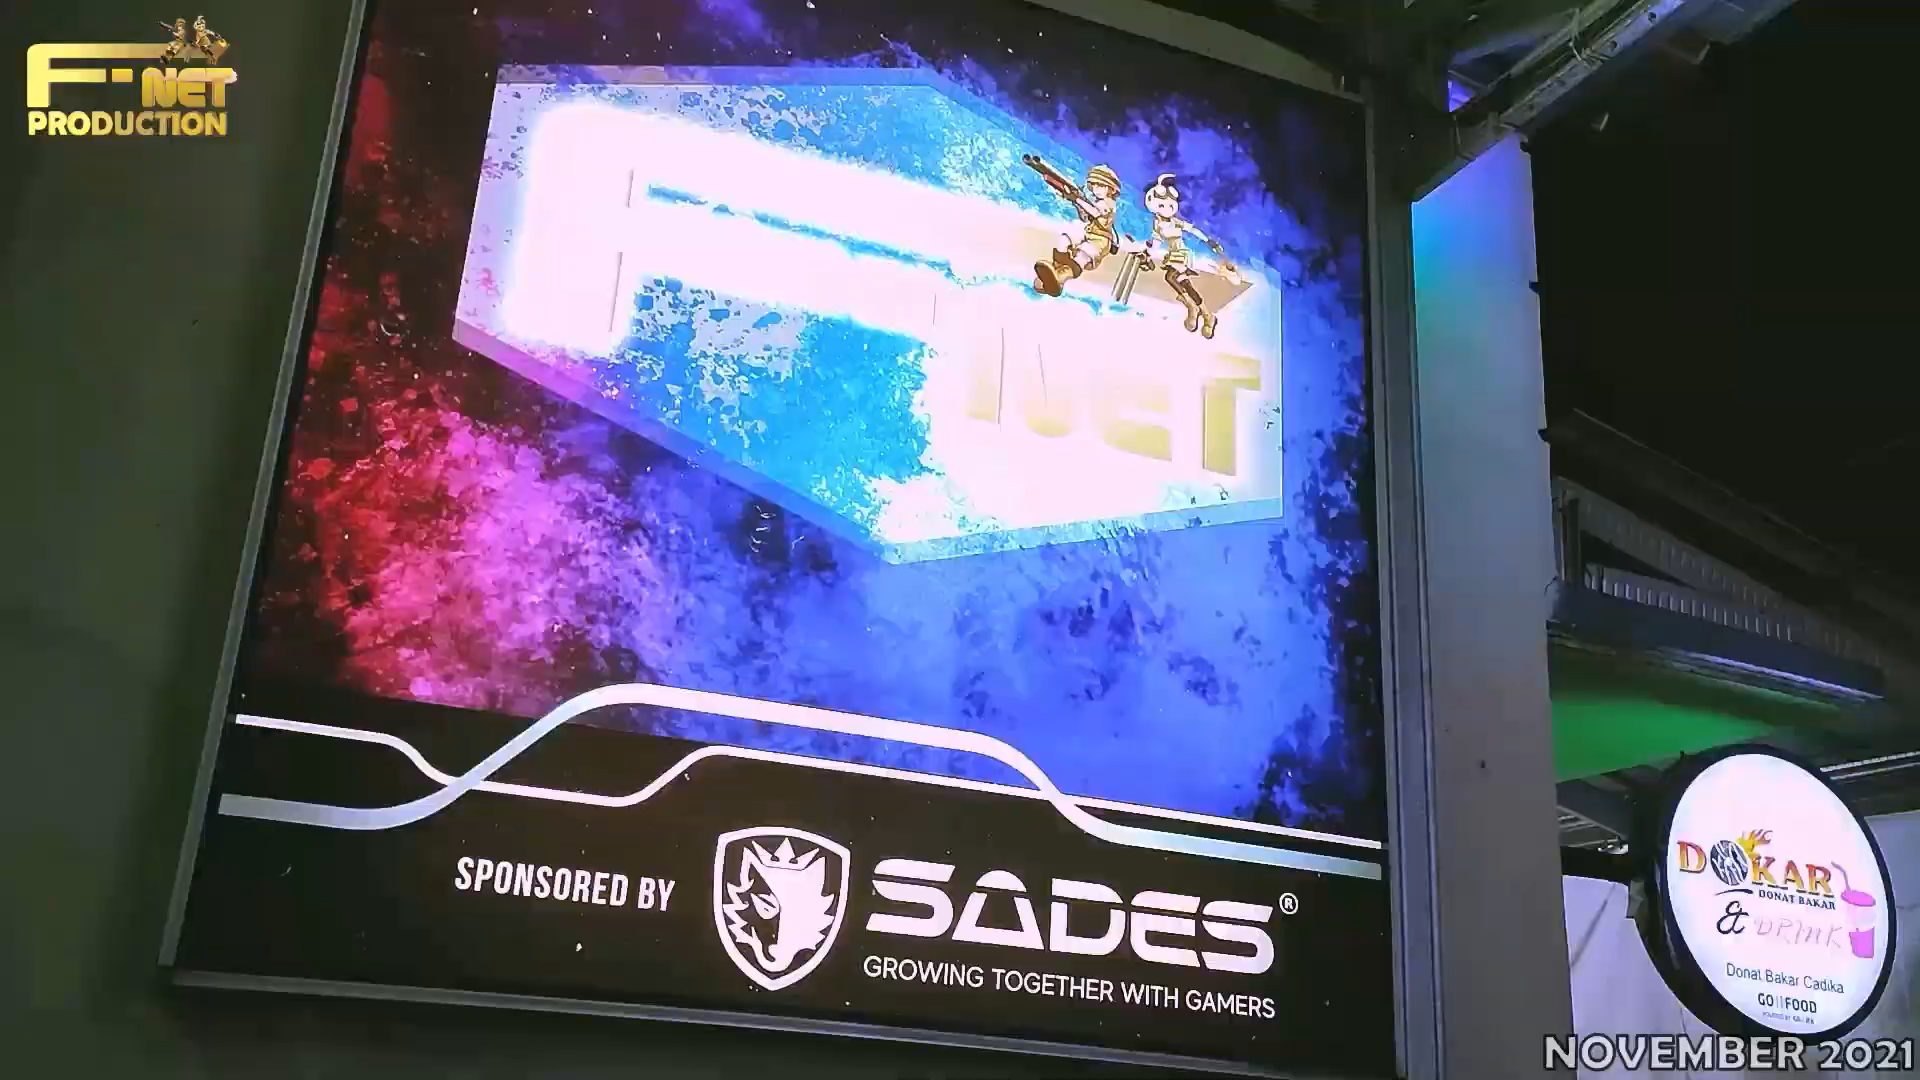 F-NET
PRODUCTION
F-NET
SPONSORED BY
SADES®
GROWING TOGETHER WITH GAMERS
DOKAR
DONAT BAKAR
& DRINK
Donat Bakar Cadika
GO FOOD
NOVEMBER 2021